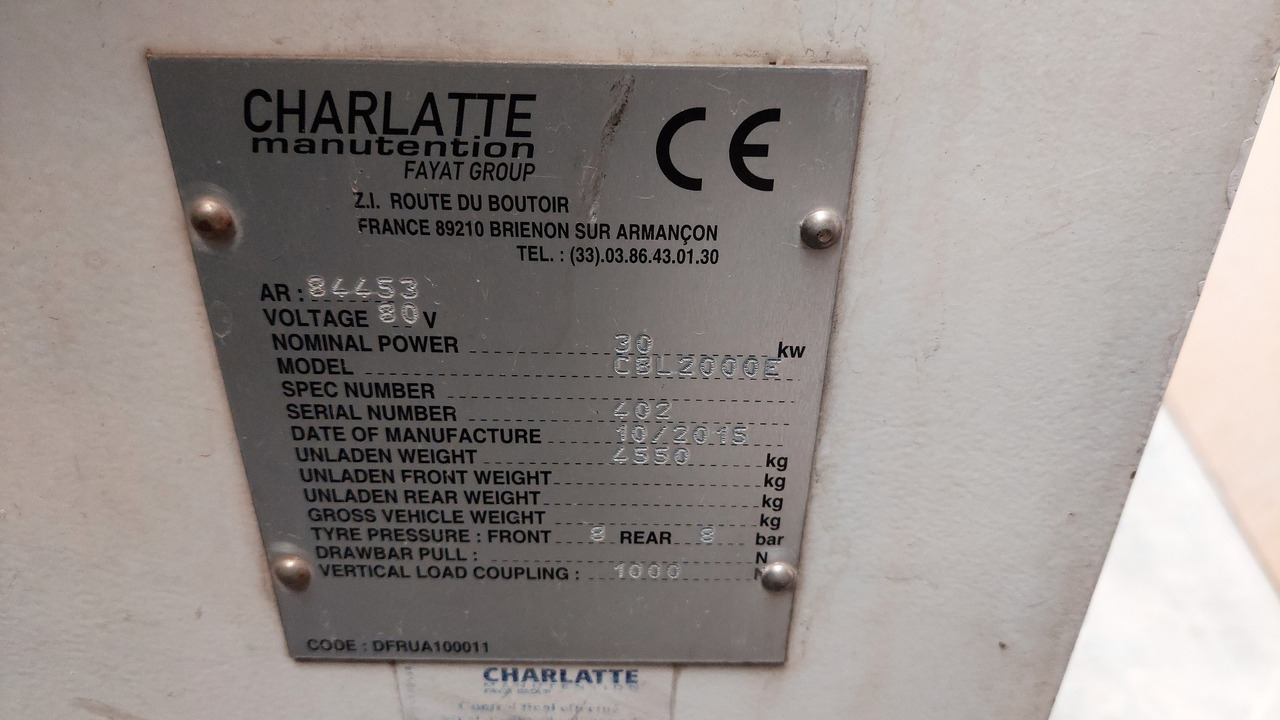 CHARLATTE
manutention
FAYAT GROUP
CE
Z.I. ROUTE DU BOUTOIR
FRANCE 89210 BRIENON SUR ARMANÇON
TEL. : (33).03.86.43.01.30
AR : 84453
VOLTAGE 80 V
NOMINAL POWER 30 kw
MODEL CBL2000E
SPEC NUMBER
SERIAL NUMBER 402
DATE OF MANUFACTURE 10/2015
UNLADEN WEIGHT 4550 kg
UNLADEN FRONT WEIGHT kg
UNLADEN REAR WEIGHT kg
GROSS VEHICLE WEIGHT kg
TYRE PRESSURE : FRONT 8 REAR 8 bar
DRAWBAR PULL : N
VERTICAL LOAD COUPLING : 1000 N
CODE : DFRUA100011
CHARLATTE
MANUTENTION